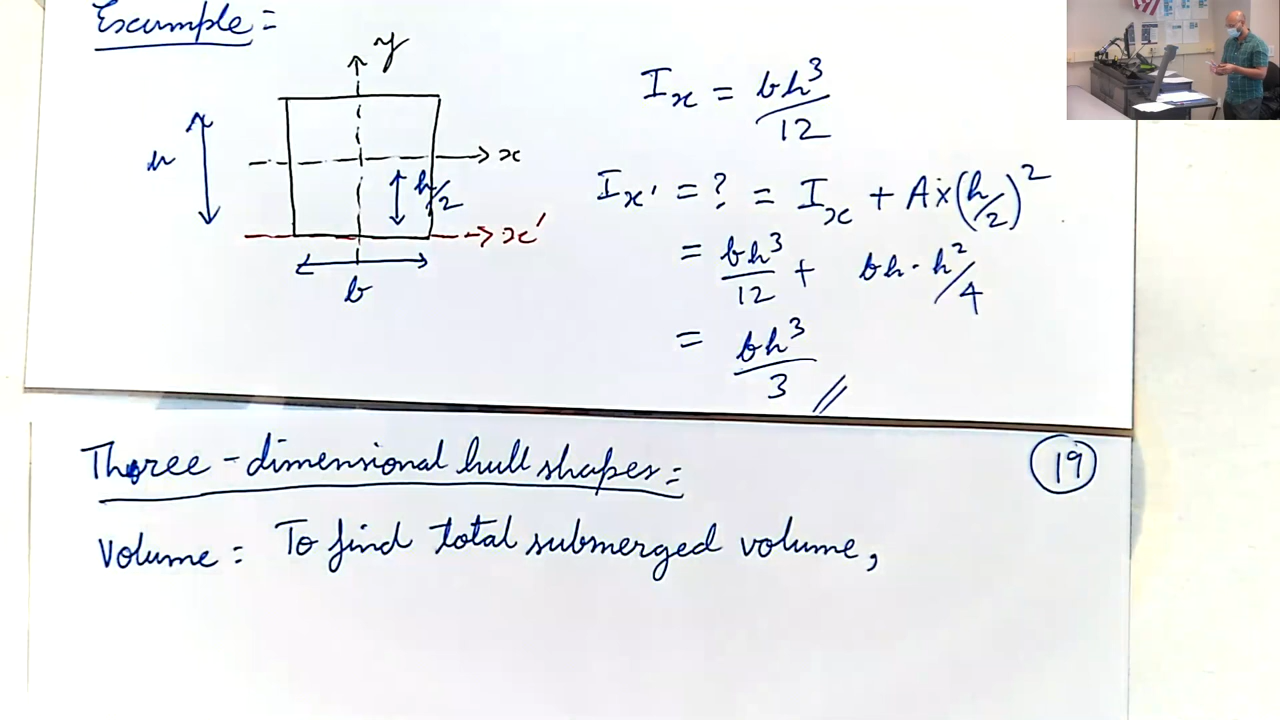 Example =
y
x
h
h/2
x'
b
Ix = bh³/12
Ix' = ? = Ix + A×(h/2)²
= bh³/12 + bh · h²/4
= bh³/3 //
Three-dimensional hull shapes =
19
Volume = To find total submerged volume,